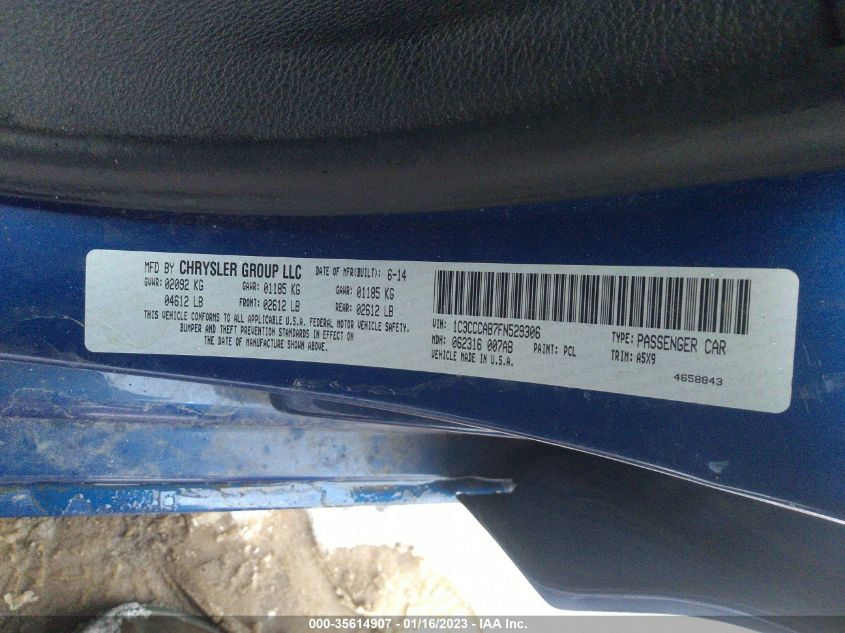 MFD BY CHRYSLER GROUP LLC DATE OF MFR(BUILT): 6-14
GVWR: 02092 KG GAWR: 01185 KG GAWR: 01185 KG
04612 LB FRONT: 02612 LB REAR: 02612 LB
THIS VEHICLE CONFORMS TO ALL APPLICABLE U.S.A. FEDERAL MOTOR VEHICLE SAFETY,
BUMPER AND THEFT PREVENTION STANDARDS IN EFFECT ON
THE DATE OF MANUFACTURE SHOWN ABOVE.
VIN: 1C3CCCAB7FN529306 TYPE: PASSENGER CAR
MDH: 062316 007AB PAINT: PCL TRIM: A5X9
VEHICLE MADE IN U.S.A. 4658843
000-35614907 - 01/16/2023 - IAA Inc.